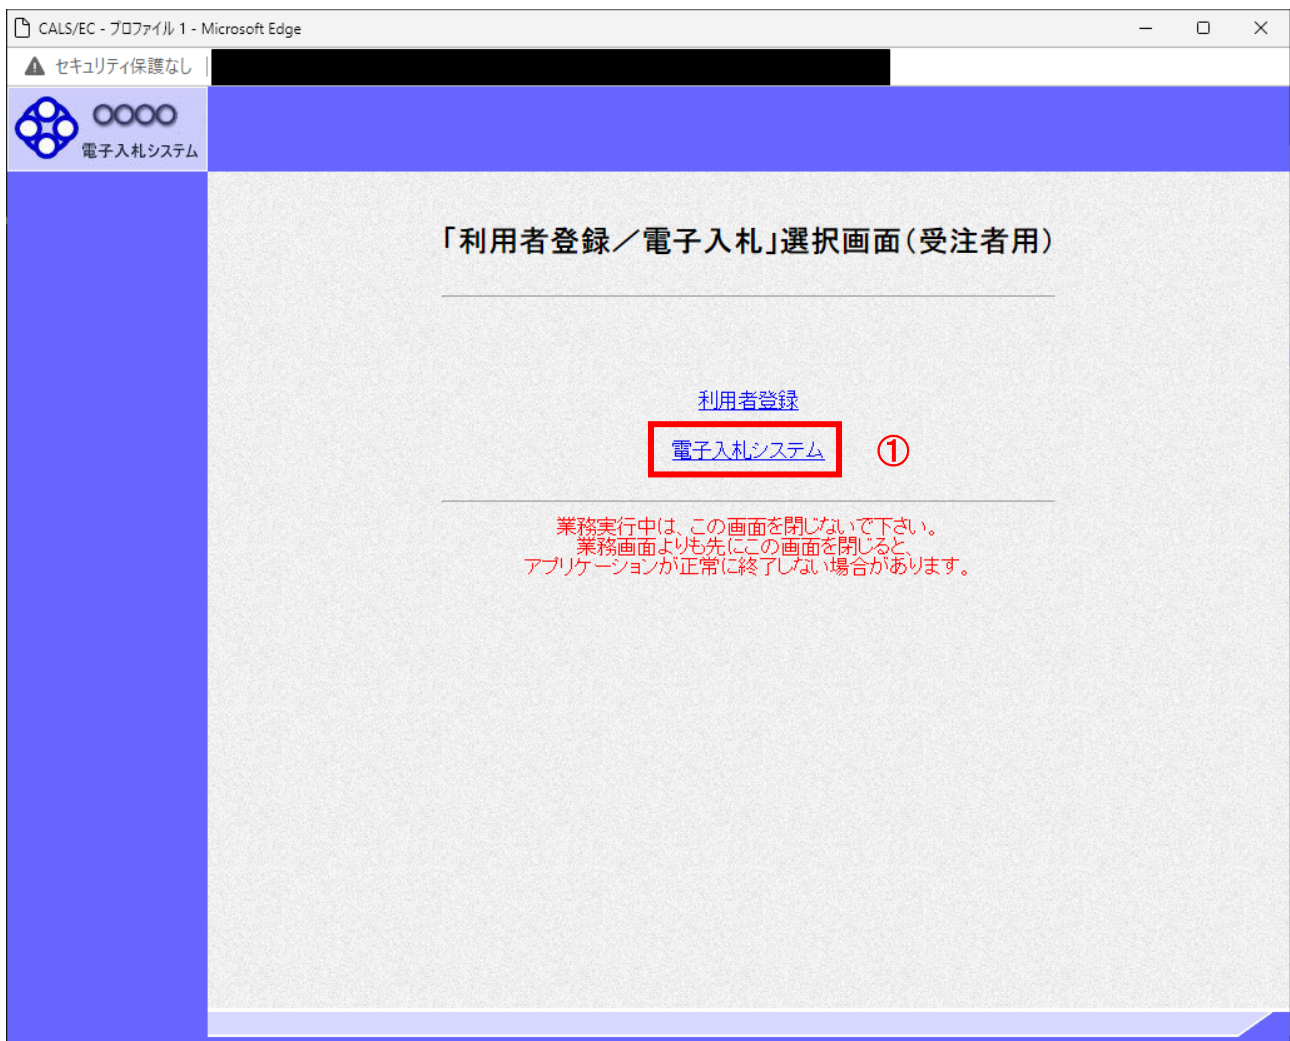 CALS/EC - プロファイル 1 - Microsoft Edge
セキュリティ保護なし
〇〇〇〇
電子入札システム
「利用者登録／電子入札」選択画面(受注者用)
利用者登録
電子入札システム ①
業務実行中は、この画面を閉じないで下さい。
業務画面よりも先にこの画面を閉じると、
アプリケーションが正常に終了しない場合があります。